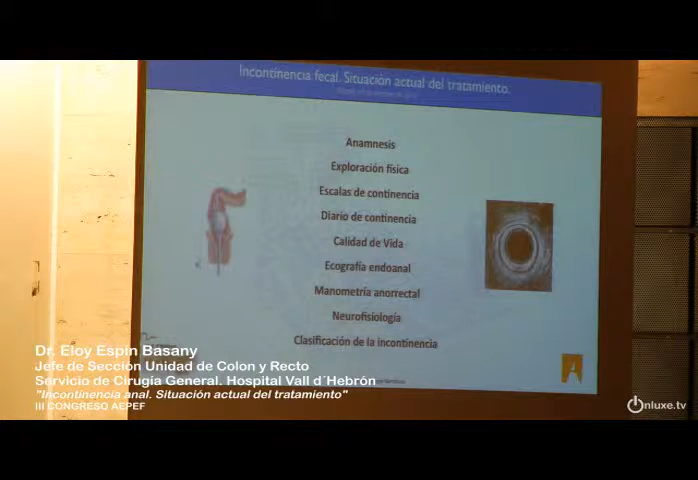 Incontinencia fecal. Situación actual del tratamiento.
Anamnesis
Exploración física
Escalas de continencia
Diario de continencia
Calidad de Vida
Ecografía endoanal
Manometría anorrectal
Neurofisiología
Clasificación de la incontinencia
Dr. Eloy Espin Basany
Jefe de Sección Unidad de Colon y Recto
Servicio de Cirugía General. Hospital Vall d´Hebrón
"Incontinencia anal. Situación actual del tratamiento"
III CONGRESO AEPEF
onluxe.tv